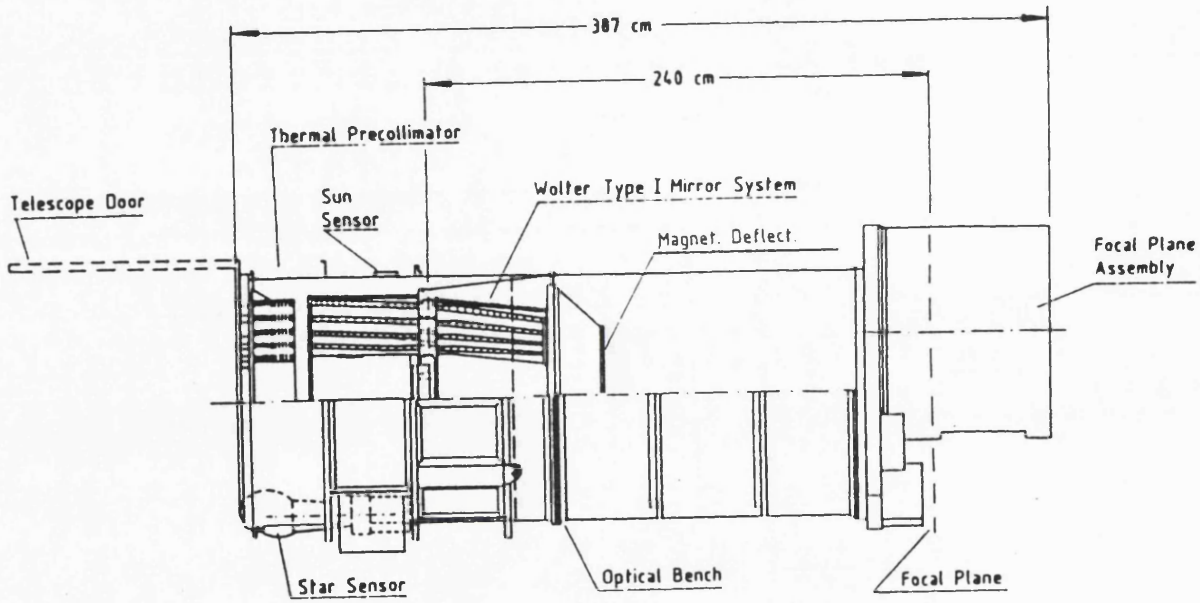 387 cm
240 cm
Thermal Precollimator
Wolter Type I Mirror System
Telescope Door
Sun
Sensor
Magnet. Deflect.
Focal Plane
Assembly
Star Sensor
Optical Bench
Focal Plane